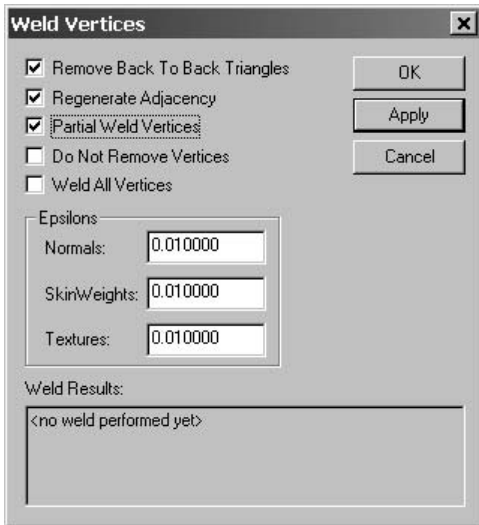 Weld Vertices
Remove Back To Back Triangles
OK
Regenerate Adjacency
Apply
Partial Weld Vertices
Do Not Remove Vertices
Cancel
Weld All Vertices
Epsilons
Normals: 0.010000
SkinWeights: 0.010000
Textures: 0.010000
Weld Results:
<no weld performed yet>